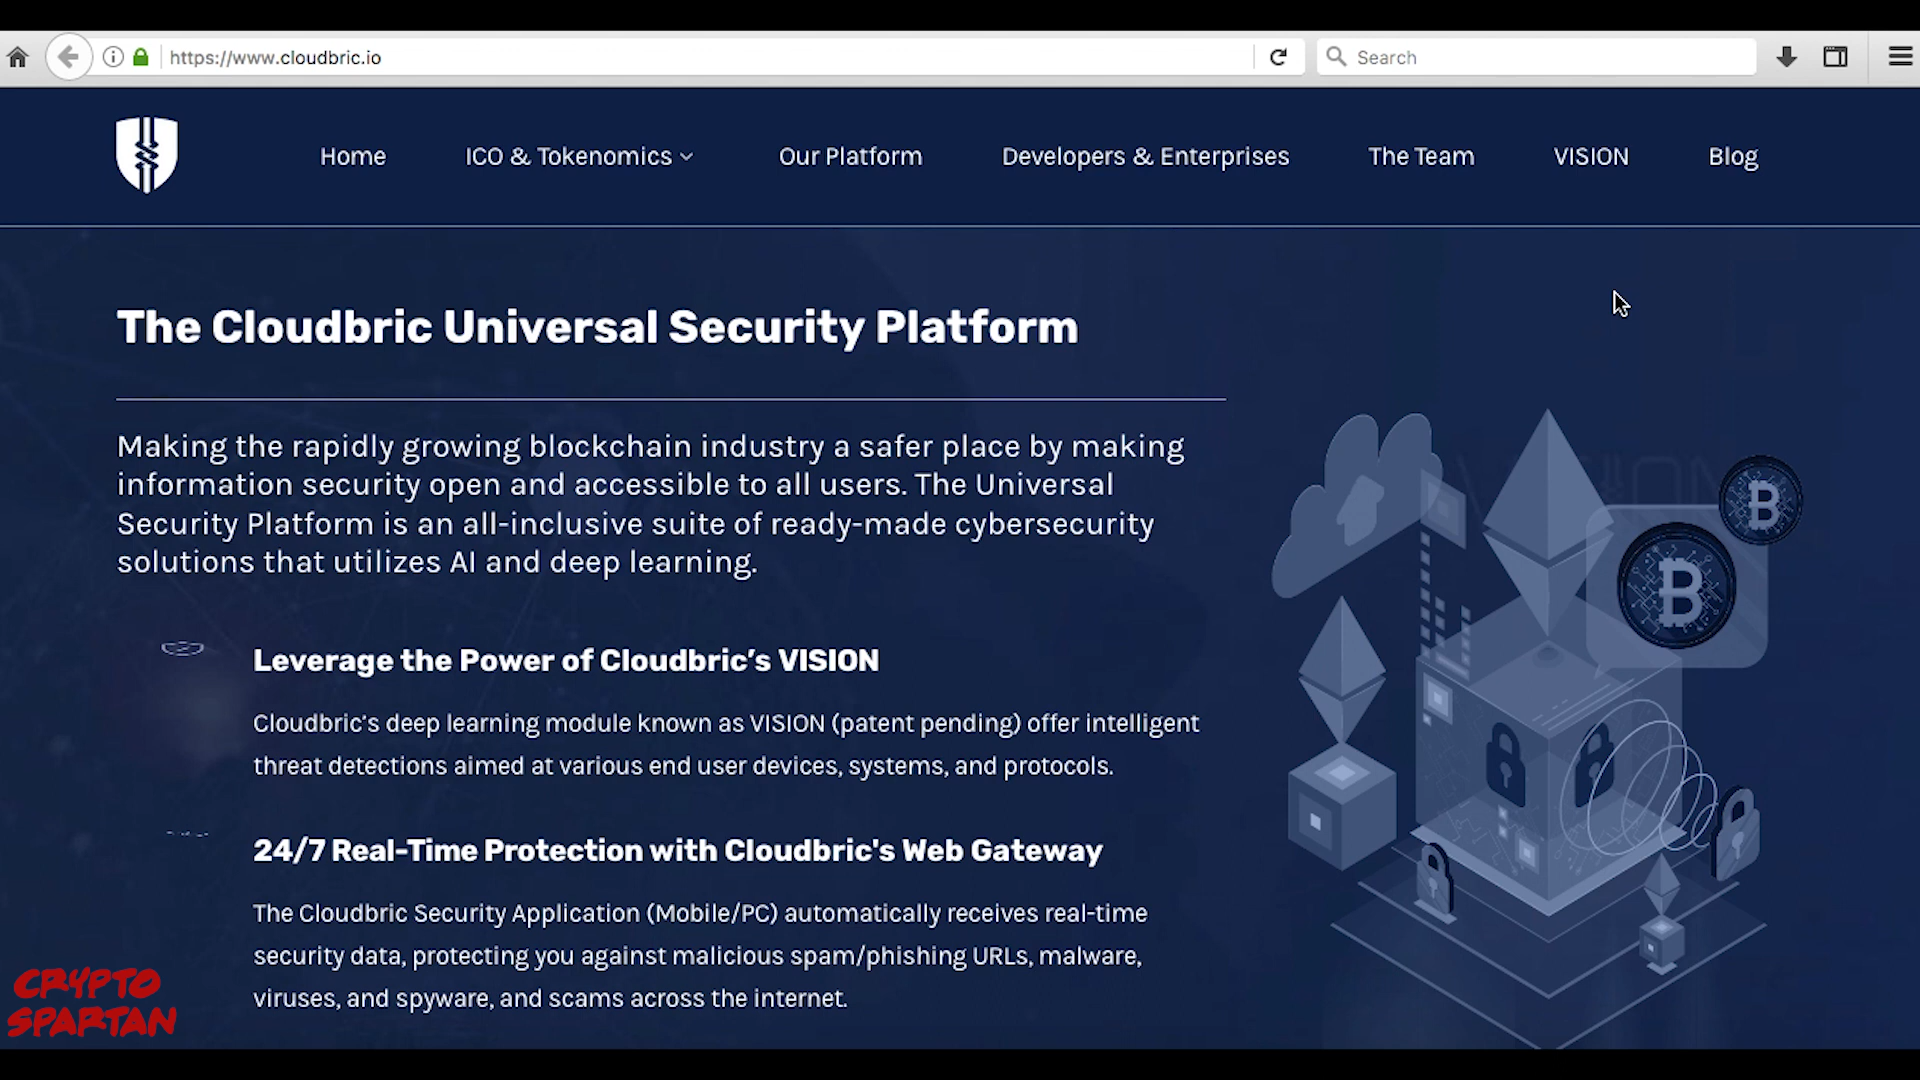 https://www.cloudbric.io
Search
Home
ICO & Tokenomics
Our Platform
Developers & Enterprises
The Team
VISION
Blog
The Cloudbric Universal Security Platform
Making the rapidly growing blockchain industry a safer place by making
information security open and accessible to all users. The Universal
Security Platform is an all-inclusive suite of ready-made cybersecurity
solutions that utilizes AI and deep learning.
Leverage the Power of Cloudbric’s VISION
Cloudbric’s deep learning module known as VISION (patent pending) offer intelligent
threat detections aimed at various end user devices, systems, and protocols.
24/7 Real-Time Protection with Cloudbric's Web Gateway
The Cloudbric Security Application (Mobile/PC) automatically receives real-time
security data, protecting you against malicious spam/phishing URLs, malware,
viruses, and spyware, and scams across the internet.
CRYPTO
SPARTAN